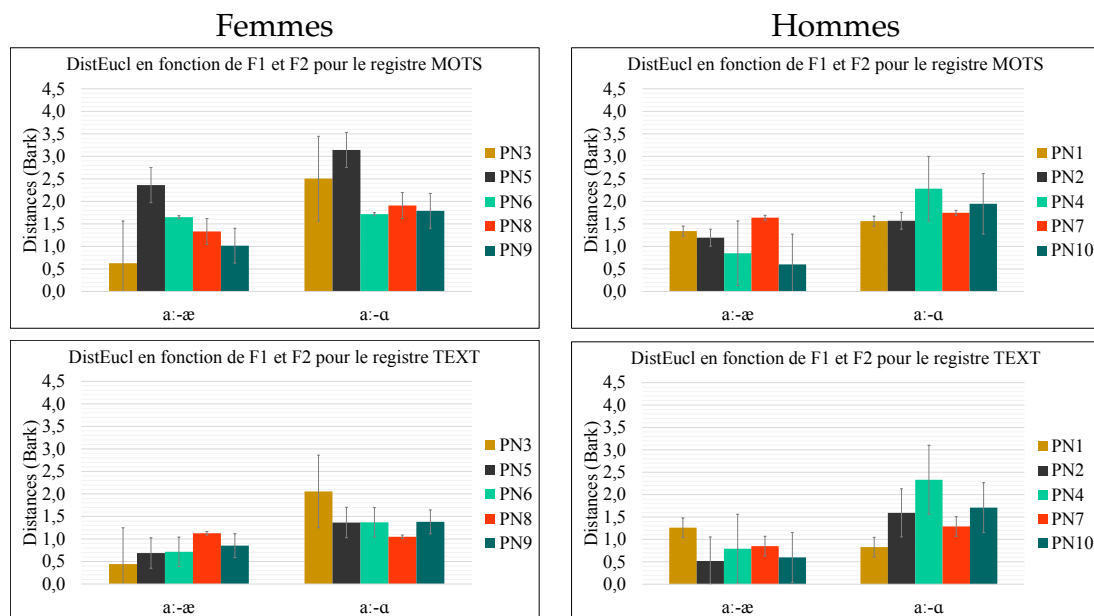 Femmes
DistEucl en fonction de F1 et F2 pour le registre MOTS
Distances (Bark)
4,5
4,0
3,5
3,0
2,5
2,0
1,5
1,0
0,5
0,0
aː-æ
aː-ɑ
PN3
PN5
PN6
PN8
PN9
Hommes
DistEucl en fonction de F1 et F2 pour le registre MOTS
Distances (Bark)
4,5
4,0
3,5
3,0
2,5
2,0
1,5
1,0
0,5
0,0
aː-æ
aː-ɑ
PN1
PN2
PN4
PN7
PN10
DistEucl en fonction de F1 et F2 pour le registre TEXT
Distances (Bark)
4,5
4,0
3,5
3,0
2,5
2,0
1,5
1,0
0,5
0,0
aː-æ
aː-ɑ
PN3
PN5
PN6
PN8
PN9
DistEucl en fonction de F1 et F2 pour le registre TEXT
Distances (Bark)
4,5
4,0
3,5
3,0
2,5
2,0
1,5
1,0
0,5
0,0
aː-æ
aː-ɑ
PN1
PN2
PN4
PN7
PN10